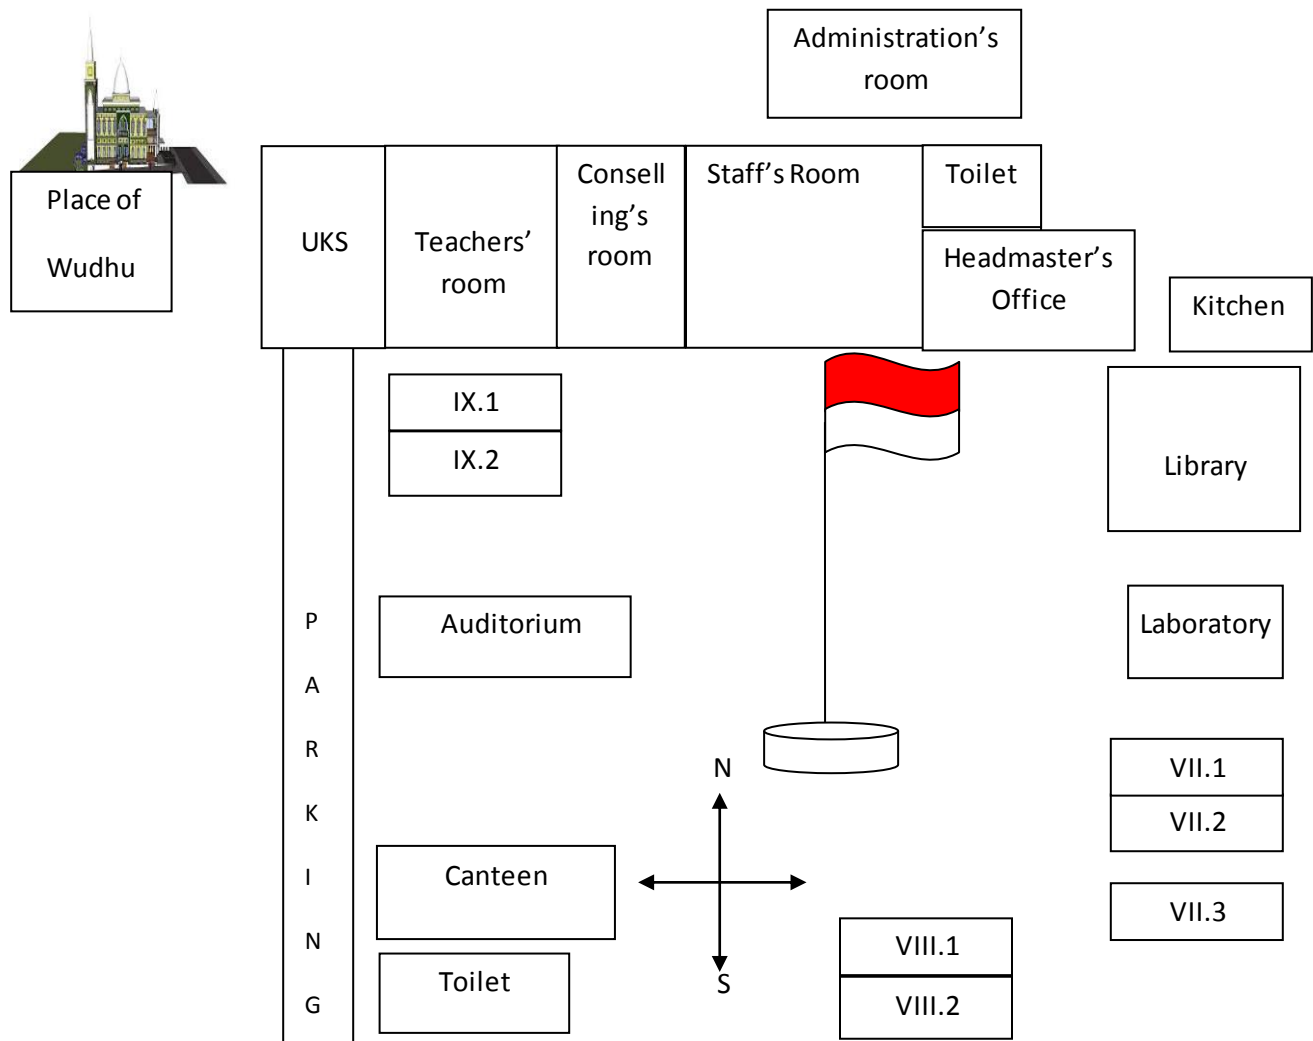 Administration's
room
Place of
Wudhu
UKS
Teachers'
room
Consell
ing's
room
Staff's Room
Toilet
Headmaster's
Office
Kitchen
IX.1
IX.2
Library
P
A
R
K
I
N
G
Auditorium
Laboratory
N
S
VII.1
VII.2
VII.3
Canteen
Toilet
VIII.1
VIII.2